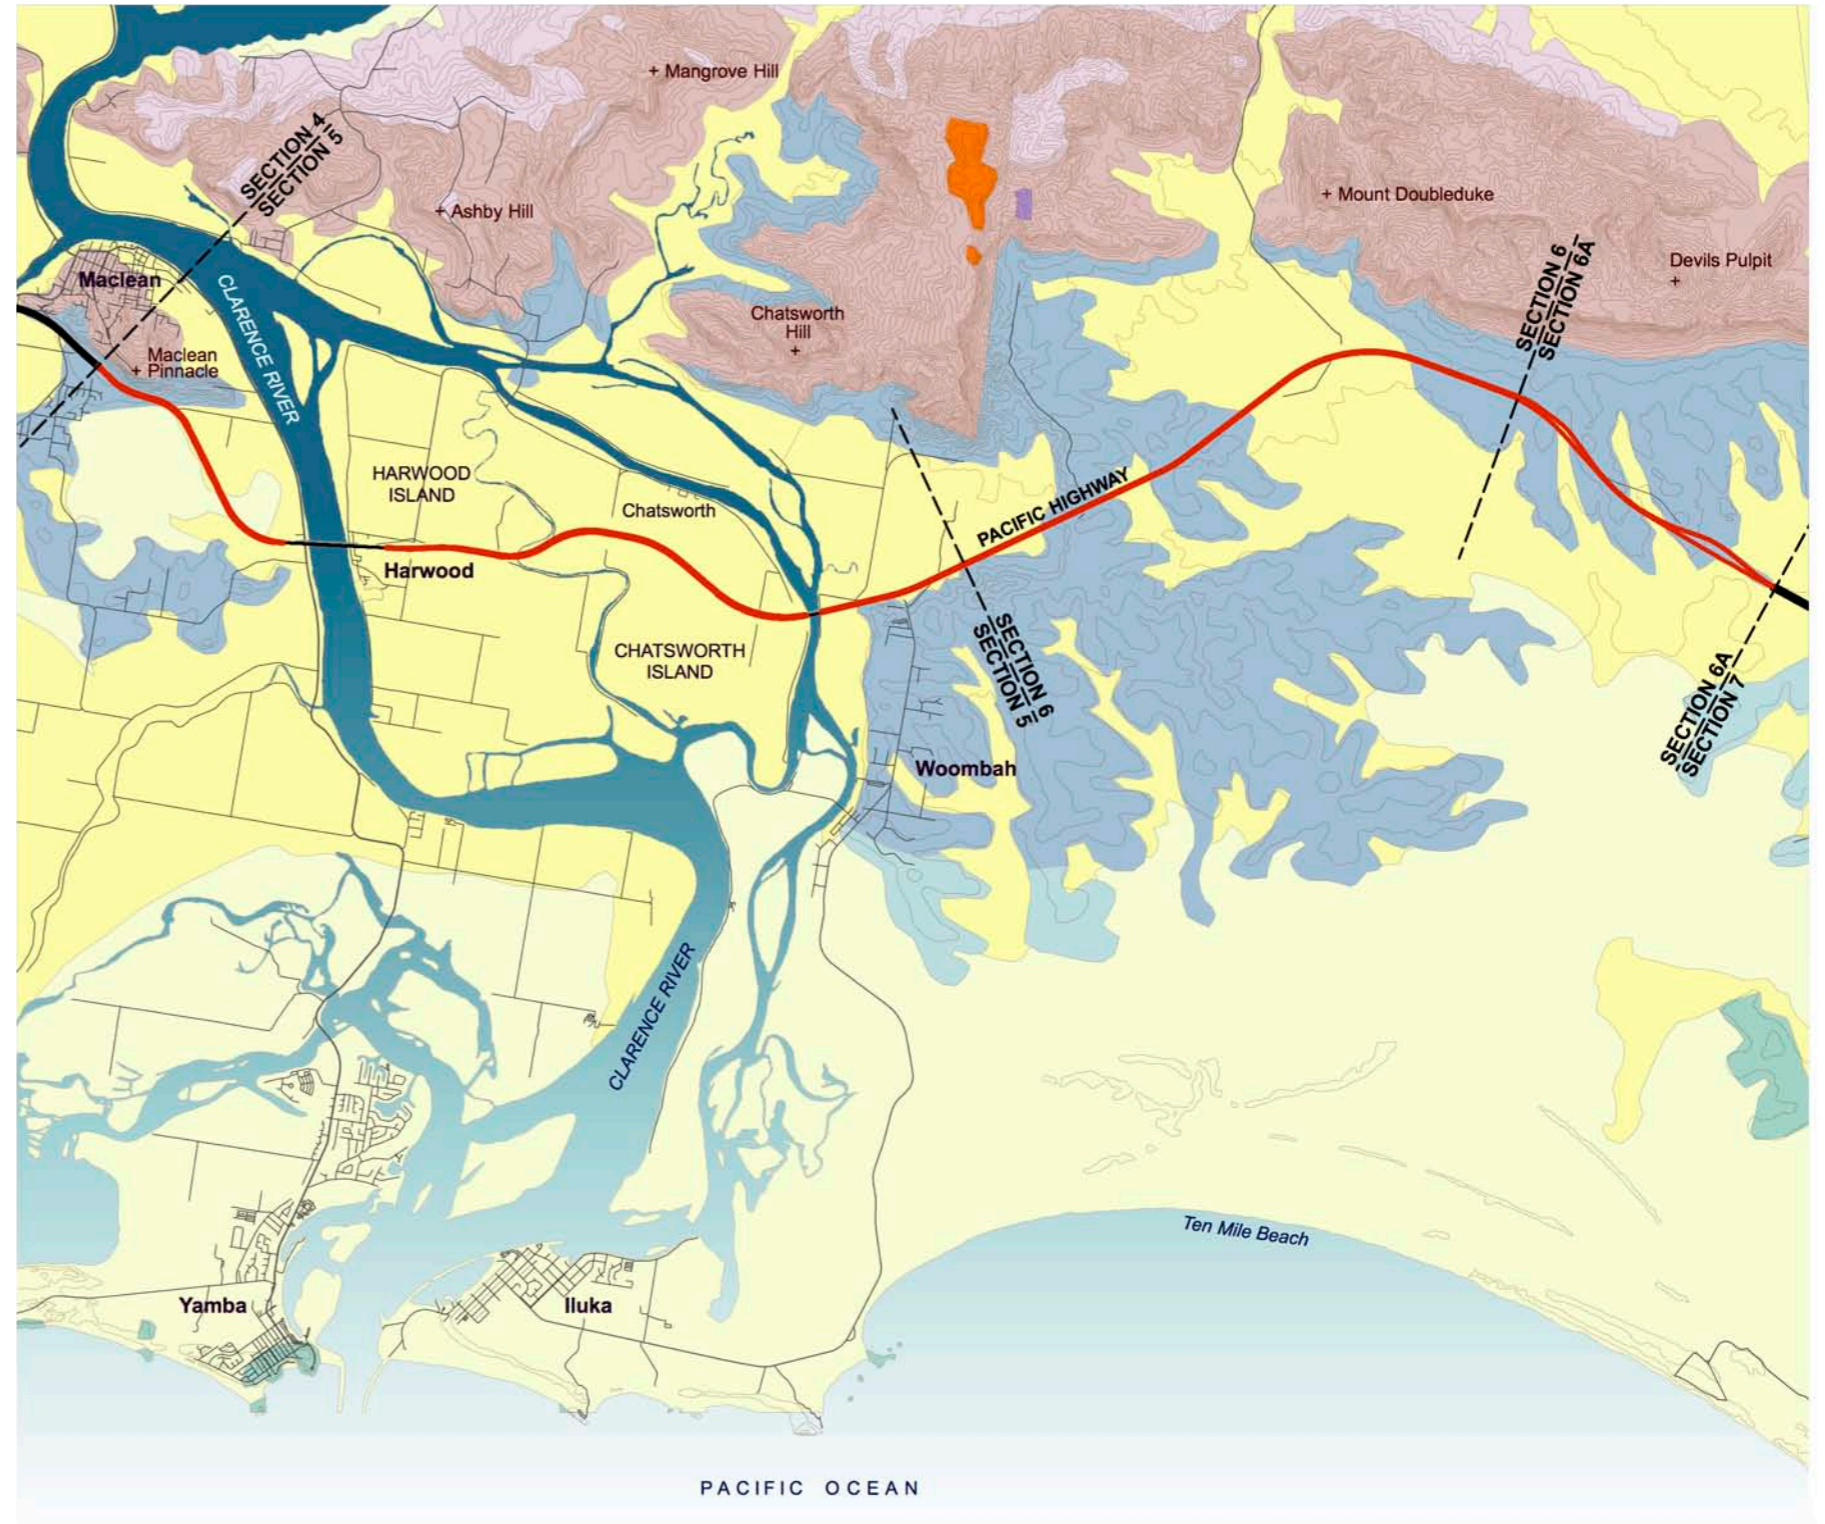 + Mangrove Hill
SECTION 4
SECTION 5
+ Ashby Hill
+ Mount Doubleduke
SECTION 6
SECTION 6A
Devils Pulpit
+
Maclean
CLARENCE RIVER
Chatsworth
Hill
+
Maclean
+ Pinnacle
HARWOOD
ISLAND
Chatsworth
PACIFIC HIGHWAY
Harwood
CHATSWORTH
ISLAND
SECTION 6
SECTION 5
SECTION 6A
SECTION 7
Woombah
CLARENCE RIVER
Ten Mile Beach
Yamba
Iluka
PACIFIC OCEAN